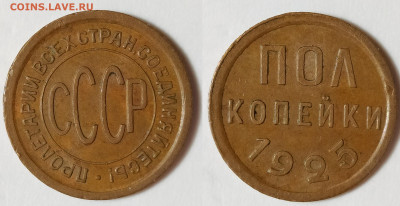 COINS.LAVE.RU
ПРОЛЕТАРИИ ВСЕХ СТРАН, СОЕДИНЯЙТЕСЬ!
СССР
ПОЛ
КОПЕЙКИ
1925